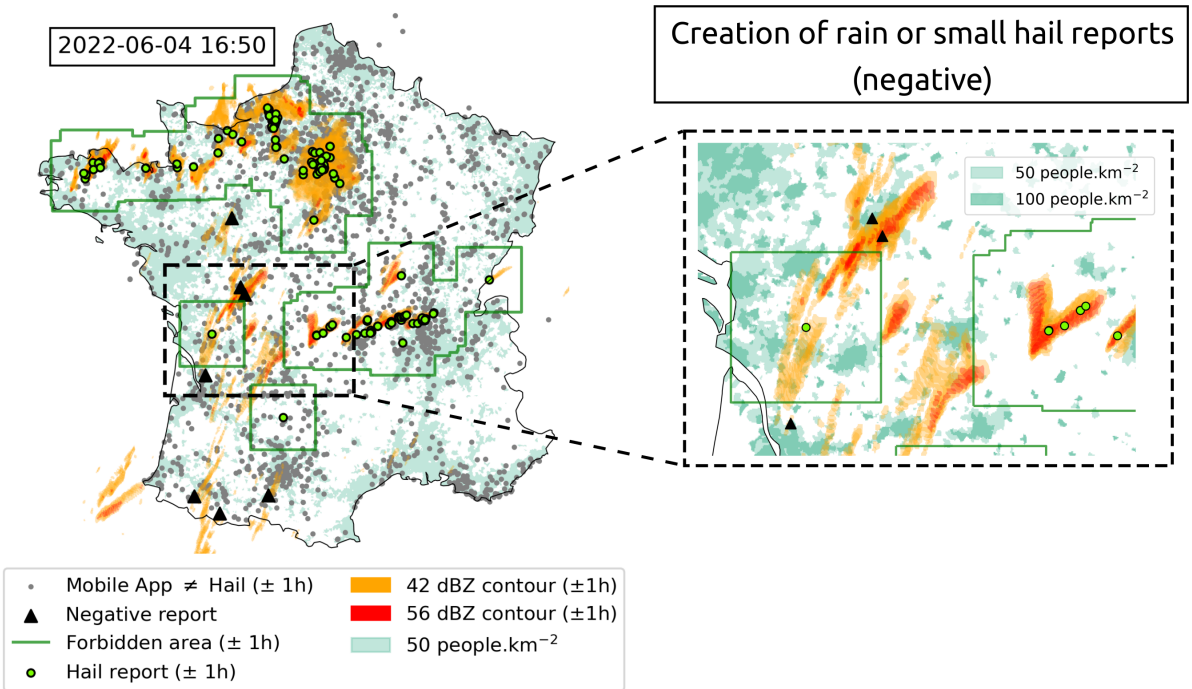 2022-06-04 16:50
Creation of rain or small hail reports
(negative)
50 people.km⁻²
100 people.km⁻²
Mobile App ≠ Hail (± 1h)
Negative report
Forbidden area (± 1h)
Hail report (± 1h)
42 dBZ contour (±1h)
56 dBZ contour (±1h)
50 people.km⁻²